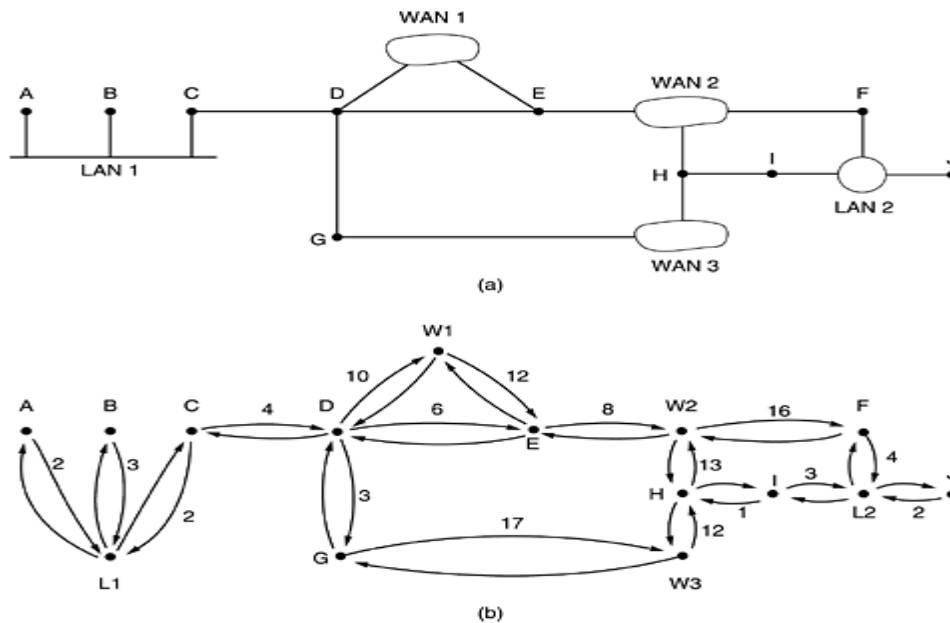 WAN 1
A B C D E WAN 2 F
LAN 1
H I
LAN 2
G
WAN 3
(a)
W1
10 12
A B C 4 D 6 E 8 W2 16 F
2 3 13 4
3 H I 3
2 1 L2 2
17 12
L1 G W3
(b)